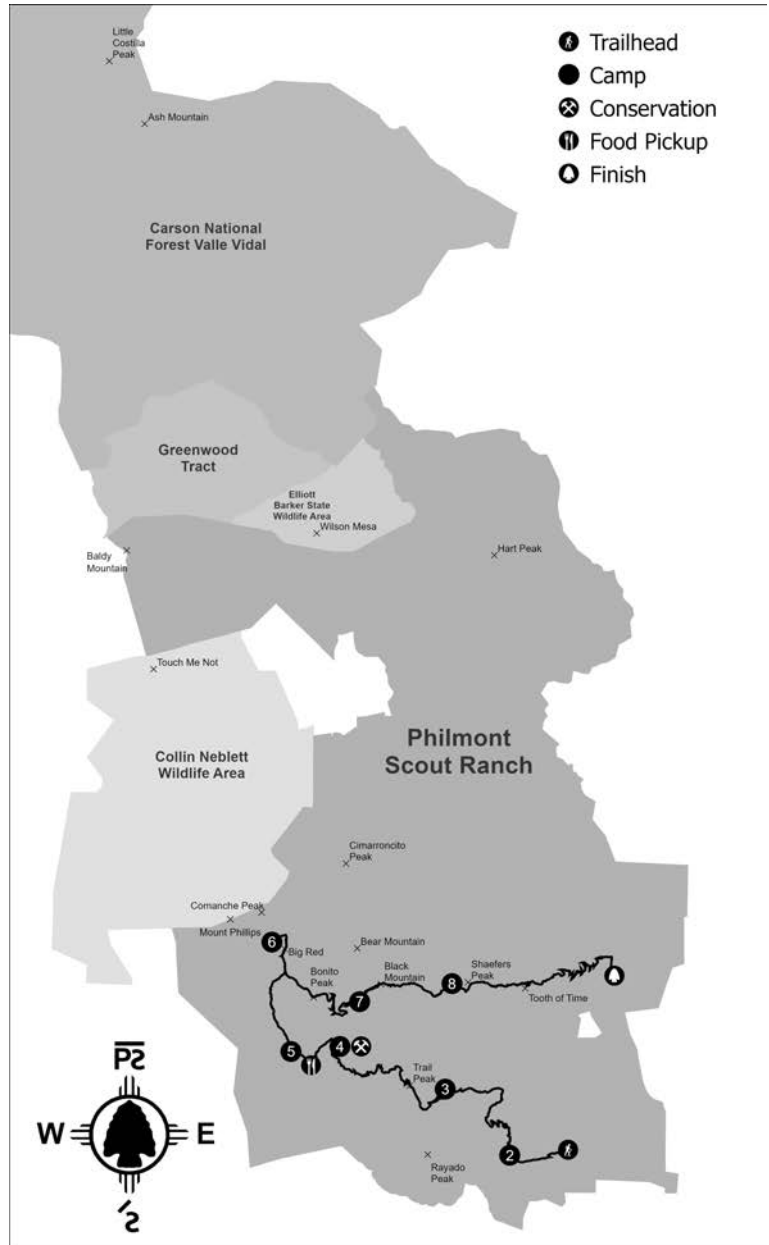 Little
Costilla
Peak
Trailhead
Camp
Conservation
Food Pickup
Finish
Ash Mountain
Carson National
Forest Valle Vidal
Greenwood
Tract
Elliott
Barker State
Wildlife Area
Wilson Mesa
Baldy
Mountain
Hart Peak
Touch Me Not
Philmont
Scout Ranch
Collin Neblett
Wildlife Area
Cimarroncito
Peak
Comanche Peak
Mount Phillips
6
Big Red
Bear Mountain
Bonito
Peak
Black
Mountain
Shaefers
Peak
8
7
Tooth of Time
5
4
Trail
Peak
3
W
E
2
Rayado
Peak